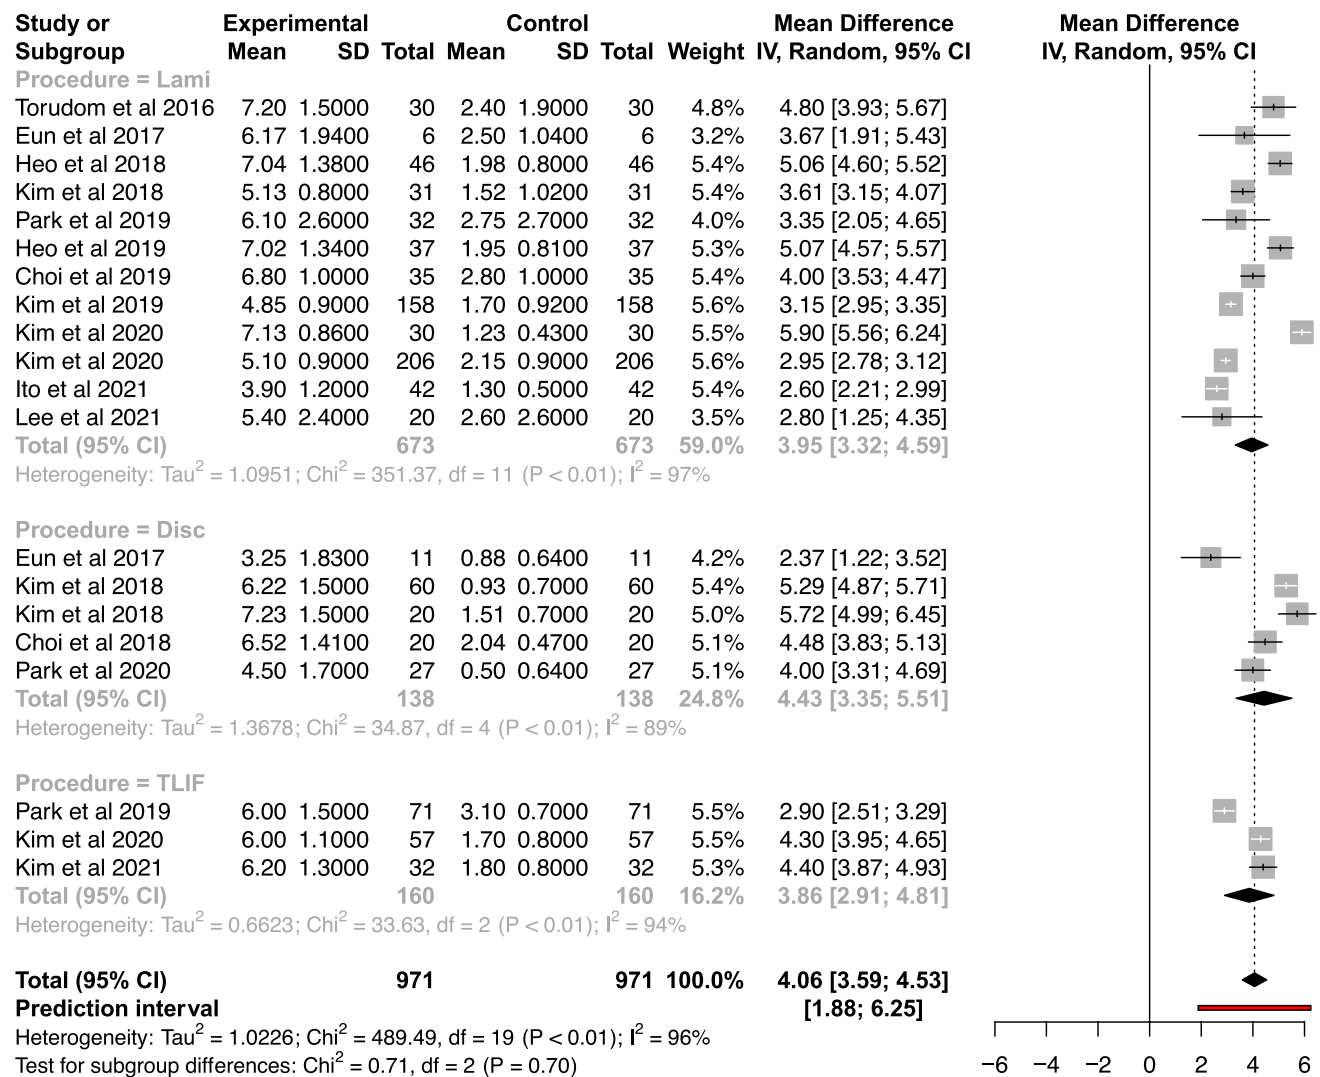 Study or Experimental Control Mean Difference Mean Difference
Subgroup Mean SD Total Mean SD Total Weight IV, Random, 95% CI IV, Random, 95% CI
Procedure = Lami
Torudom et al 2016 7.20 1.5000 30 2.40 1.9000 30 4.8% 4.80 [3.93; 5.67]
Eun et al 2017 6.17 1.9400 6 2.50 1.0400 6 3.2% 3.67 [1.91; 5.43]
Heo et al 2018 7.04 1.3800 46 1.98 0.8000 46 5.4% 5.06 [4.60; 5.52]
Kim et al 2018 5.13 0.8000 31 1.52 1.0200 31 5.4% 3.61 [3.15; 4.07]
Park et al 2019 6.10 2.6000 32 2.75 2.7000 32 4.0% 3.35 [2.05; 4.65]
Heo et al 2019 7.02 1.3400 37 1.95 0.8100 37 5.3% 5.07 [4.57; 5.57]
Choi et al 2019 6.80 1.0000 35 2.80 1.0000 35 5.4% 4.00 [3.53; 4.47]
Kim et al 2019 4.85 0.9000 158 1.70 0.9200 158 5.6% 3.15 [2.95; 3.35]
Kim et al 2020 7.13 0.8600 30 1.23 0.4300 30 5.5% 5.90 [5.56; 6.24]
Kim et al 2020 5.10 0.9000 206 2.15 0.9000 206 5.6% 2.95 [2.78; 3.12]
Ito et al 2021 3.90 1.2000 42 1.30 0.5000 42 5.4% 2.60 [2.21; 2.99]
Lee et al 2021 5.40 2.4000 20 2.60 2.6000 20 3.5% 2.80 [1.25; 4.35]
Total (95% CI) 673 673 59.0% 3.95 [3.32; 4.59]
Heterogeneity: Tau² = 1.0951; Chi² = 351.37, df = 11 (P < 0.01); I² = 97%
Procedure = Disc
Eun et al 2017 3.25 1.8300 11 0.88 0.6400 11 4.2% 2.37 [1.22; 3.52]
Kim et al 2018 6.22 1.5000 60 0.93 0.7000 60 5.4% 5.29 [4.87; 5.71]
Kim et al 2018 7.23 1.5000 20 1.51 0.7000 20 5.0% 5.72 [4.99; 6.45]
Choi et al 2018 6.52 1.4100 20 2.04 0.4700 20 5.1% 4.48 [3.83; 5.13]
Park et al 2020 4.50 1.7000 27 0.50 0.6400 27 5.1% 4.00 [3.31; 4.69]
Total (95% CI) 138 138 24.8% 4.43 [3.35; 5.51]
Heterogeneity: Tau² = 1.3678; Chi² = 34.87, df = 4 (P < 0.01); I² = 89%
Procedure = TLIF
Park et al 2019 6.00 1.5000 71 3.10 0.7000 71 5.5% 2.90 [2.51; 3.29]
Kim et al 2020 6.00 1.1000 57 1.70 0.8000 57 5.5% 4.30 [3.95; 4.65]
Kim et al 2021 6.20 1.3000 32 1.80 0.8000 32 5.3% 4.40 [3.87; 4.93]
Total (95% CI) 160 160 16.2% 3.86 [2.91; 4.81]
Heterogeneity: Tau² = 0.6623; Chi² = 33.63, df = 2 (P < 0.01); I² = 94%
Total (95% CI) 971 971 100.0% 4.06 [3.59; 4.53]
Prediction interval [1.88; 6.25]
Heterogeneity: Tau² = 1.0226; Chi² = 489.49, df = 19 (P < 0.01); I² = 96%
Test for subgroup differences: Chi² = 0.71, df = 2 (P = 0.70)
−6 −4 −2 0 2 4 6